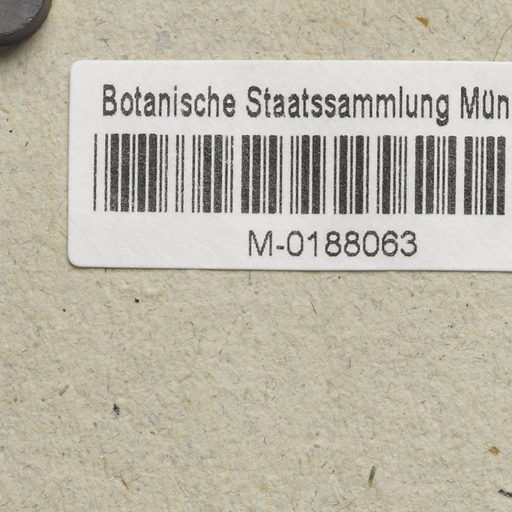 Botanische Staatssammlung Mün
M-0188063